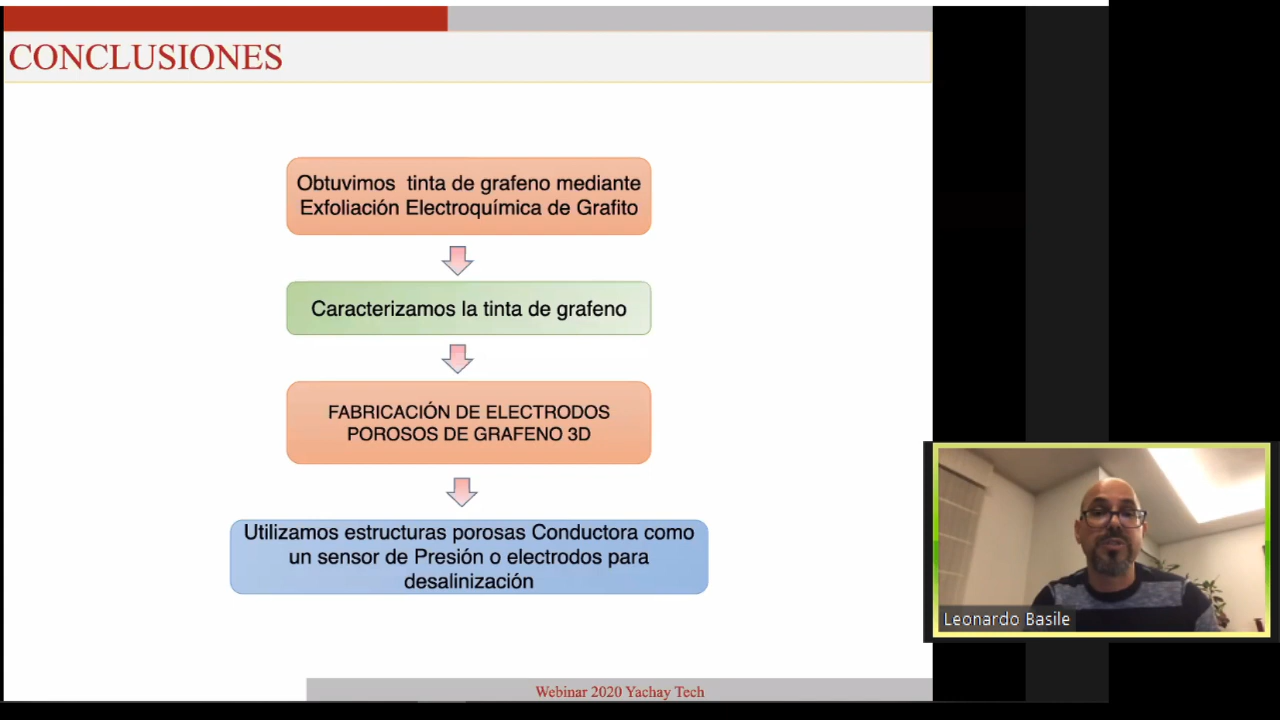 CONCLUSIONES
Obtuvimos tinta de grafeno mediante
Exfoliación Electroquímica de Grafito
Caracterizamos la tinta de grafeno
FABRICACIÓN DE ELECTRODOS
POROSOS DE GRAFENO 3D
Utilizamos estructuras porosas Conductora como
un sensor de Presión o electrodos para
desalinización
Leonardo Basile
Webinar 2020 Yachay Tech